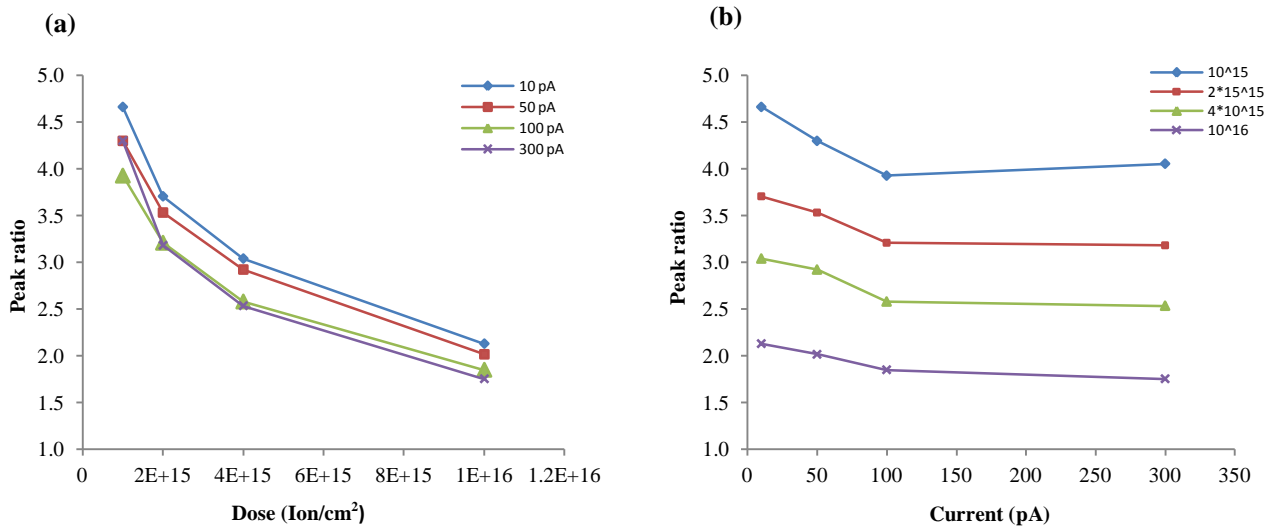 (a)
5.0
4.5
4.0
3.5
3.0
2.5
2.0
1.5
1.0
Peak ratio
10 pA
50 pA
100 pA
300 pA
0 2E+15 4E+15 6E+15 8E+15 1E+16 1.2E+16
Dose (Ion/cm²)
(b)
5.0
4.5
4.0
3.5
3.0
2.5
2.0
1.5
1.0
Peak ratio
10^15
2*15^15
4*10^15
10^16
0 50 100 150 200 250 300 350
Current (pA)